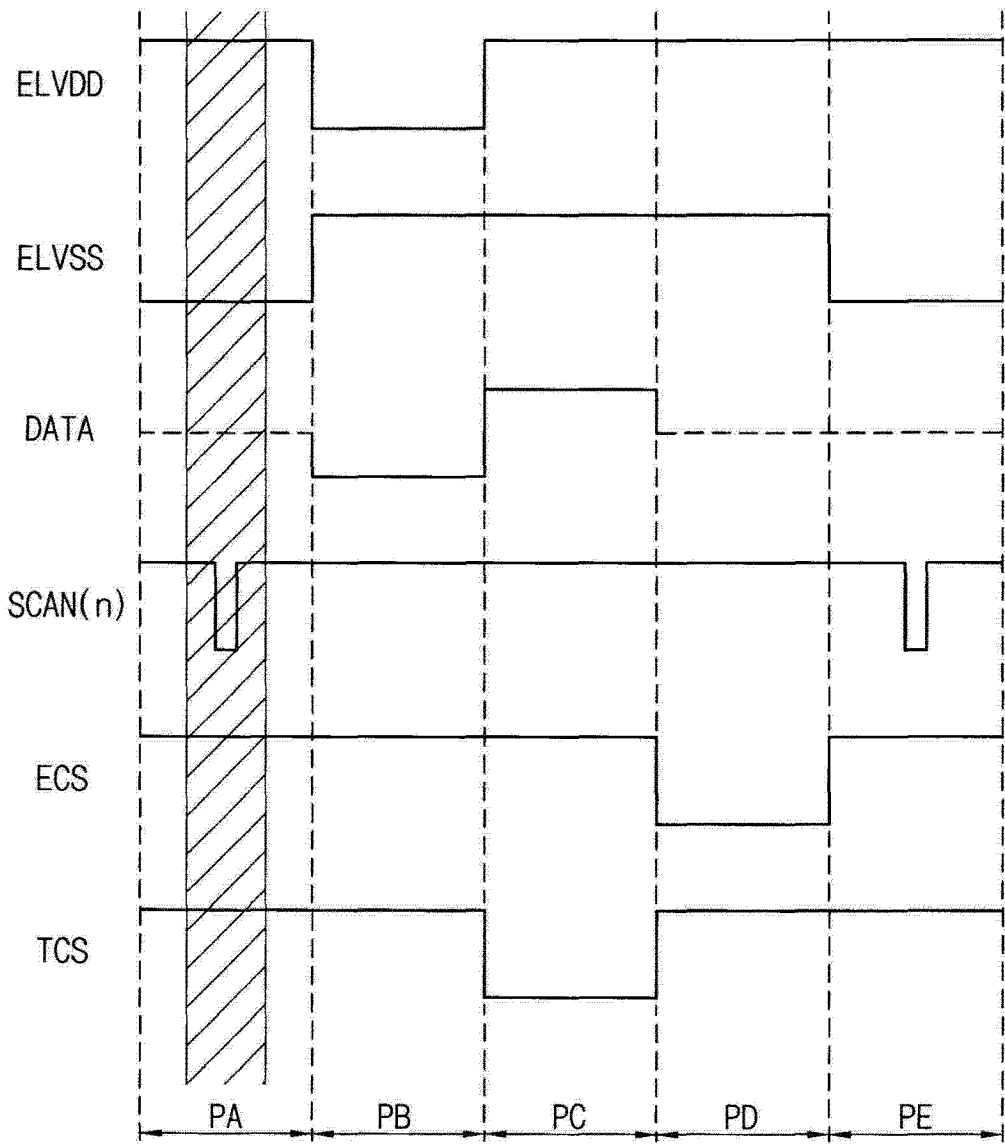 ELVDD
ELVSS
DATA
SCAN(n)
ECS
TCS
PA PB PC PD PE